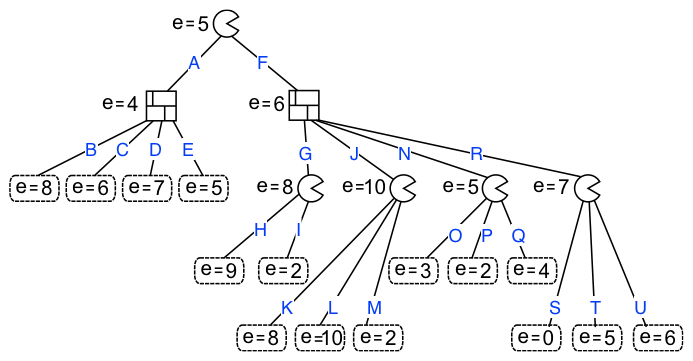 e=5
A F
e=4 e=6
B C D E G J N R
e=8 e=6 e=7 e=5 e=8 e=10 e=5 e=7
H I O P Q
e=9 e=2 e=3 e=2 e=4
K L M S T U
e=8 e=10 e=2 e=0 e=5 e=6